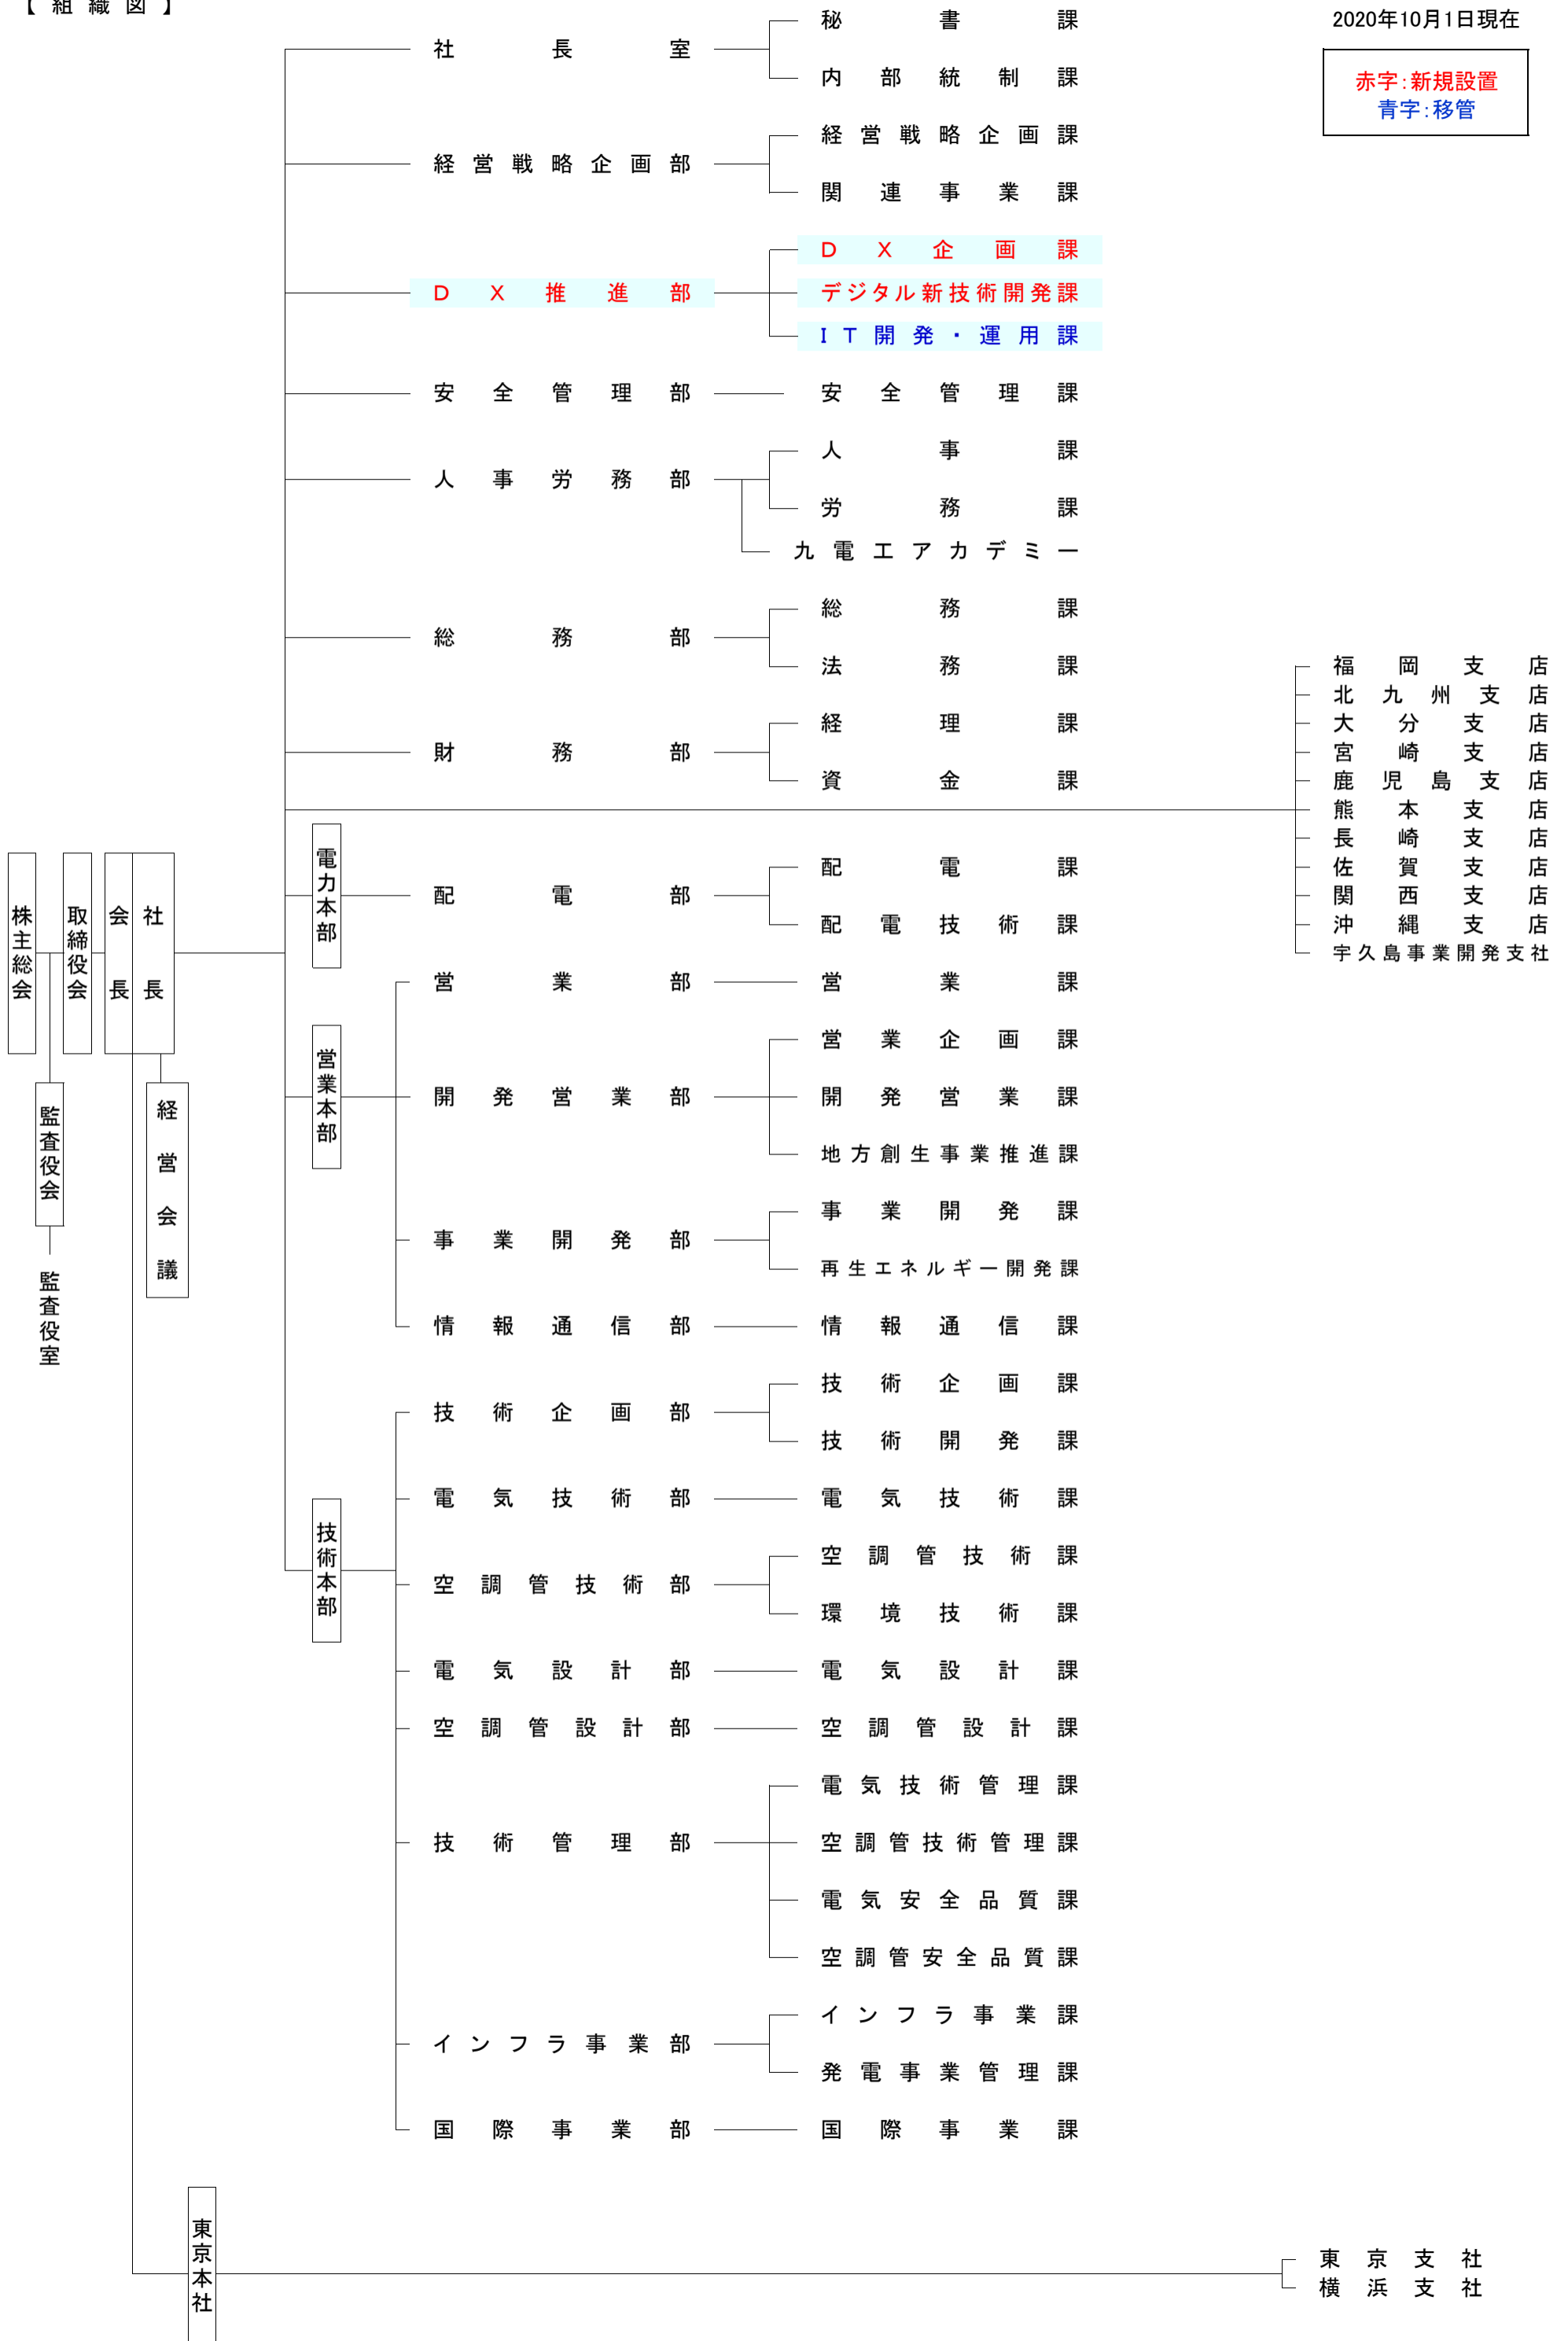 【組織図】
2020年10月1日現在
赤字：新規設置
青字：移管
株主総会
監査役会
監査役室
取締役会
会長
社長
経営会議
社長室
秘書課
内部統制課
経営戦略企画部
経営戦略企画課
関連事業課
DX推進部
DX企画課
デジタル新技術開発課
IT開発・運用課
安全管理部
安全管理課
人事労務部
人事課
労務課
九電工アカデミー
総務部
総務課
法務課
財務部
経理課
資金課
福岡支店
北九州支店
大分支店
宮崎支店
鹿児島支店
熊本支店
長崎支店
佐賀支店
関西支店
沖縄支店
宇久島事業開発支社
電力本部
配電部
配電課
配電技術課
営業本部
営業部
営業課
開発営業部
営業企画課
開発営業課
地方創生事業推進課
事業開発部
事業開発課
再生エネルギー開発課
情報通信部
情報通信課
技術本部
技術企画部
技術企画課
技術開発課
電気技術部
電気技術課
空調管技術部
空調管技術課
環境技術課
電気設計部
電気設計課
空調管設計部
空調管設計課
技術管理部
電気技術管理課
空調管技術管理課
電気安全品質課
空調管安全品質課
インフラ事業部
インフラ事業課
発電事業管理課
国際事業部
国際事業課
東京本社
東京支社
横浜支社